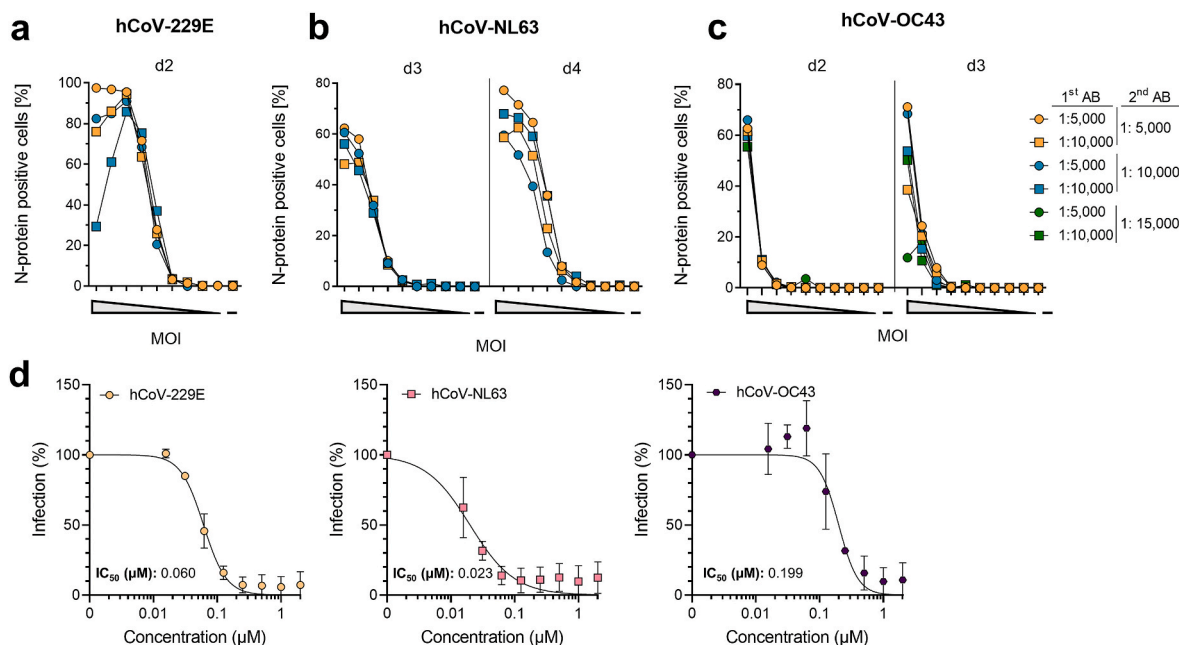 a
hCoV-229E
d2
N-protein positive cells [%]
100
80
60
40
20
0
MOI
b
hCoV-NL63
d3
d4
N-protein positive cells [%]
80
60
40
20
0
MOI
c
hCoV-OC43
d2
d3
N-protein positive cells [%]
80
60
40
20
0
MOI
1st AB 2nd AB
1:5,000
1:10,000
1: 5,000
1:5,000
1:10,000
1: 10,000
1:5,000
1:10,000
1: 15,000
d
hCoV-229E
Infection (%)
150
100
50
0
IC50 (µM): 0.060
0 0.01 0.1 1
Concentration (µM)
hCoV-NL63
Infection (%)
150
100
50
0
IC50 (µM): 0.023
0 0.01 0.1 1
Concentration (µM)
hCoV-OC43
Infection (%)
150
100
50
0
IC50 (µM): 0.199
0 0.01 0.1 1
Concentration (µM)